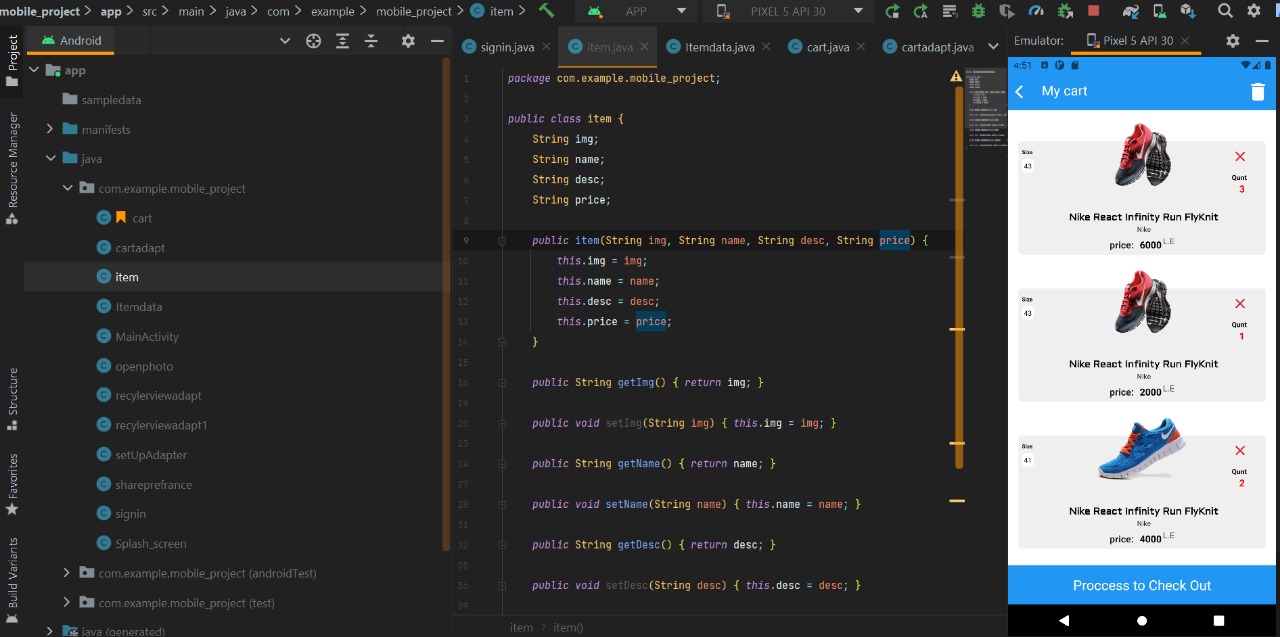 mobile_project > app > src > main > java > com > example > mobile_project > item > APP PIXEL 5 API 30
Project
Resource Manager
Structure
Favorites
Build Variants
Android
app
sampledata
manifests
java
com.example.mobile_project
cart
cartadapt
item
Itemdata
MainActivity
openphoto
recylerviewadapt
recylerviewadapt1
setUpAdapter
shareprefrance
signin
Splash_screen
com.example.mobile_project (androidTest)
com.example.mobile_project (test)
java (generated)
signin.java item.java Itemdata.java cart.java cartadapt.java
1 package com.example.mobile_project;
2
3 public class item {
4 String img;
5 String name;
6 String desc;
7 String price;
8
9 public item(String img, String name, String desc, String price) {
10 this.img = img;
11 this.name = name;
12 this.desc = desc;
13 this.price = price;
14 }
15
16 public String getImg() { return img; }
19
20 public void setImg(String img) { this.img = img; }
23
24 public String getName() { return name; }
27
28 public void setName(String name) { this.name = name; }
31
32 public String getDesc() { return desc; }
35
36 public void setDesc(String desc) { this.desc = desc; }
39
item > item()
Emulator: Pixel 5 API 30
4:51
My cart
Size
43
Qunt
3
Nike React Infinity Run FlyKnit
Nike
price: 6000 L.E
Size
43
Qunt
1
Nike React Infinity Run FlyKnit
Nike
price: 2000 L.E
Size
41
Qunt
2
Nike React Infinity Run FlyKnit
Nike
price: 4000 L.E
Proccess to Check Out